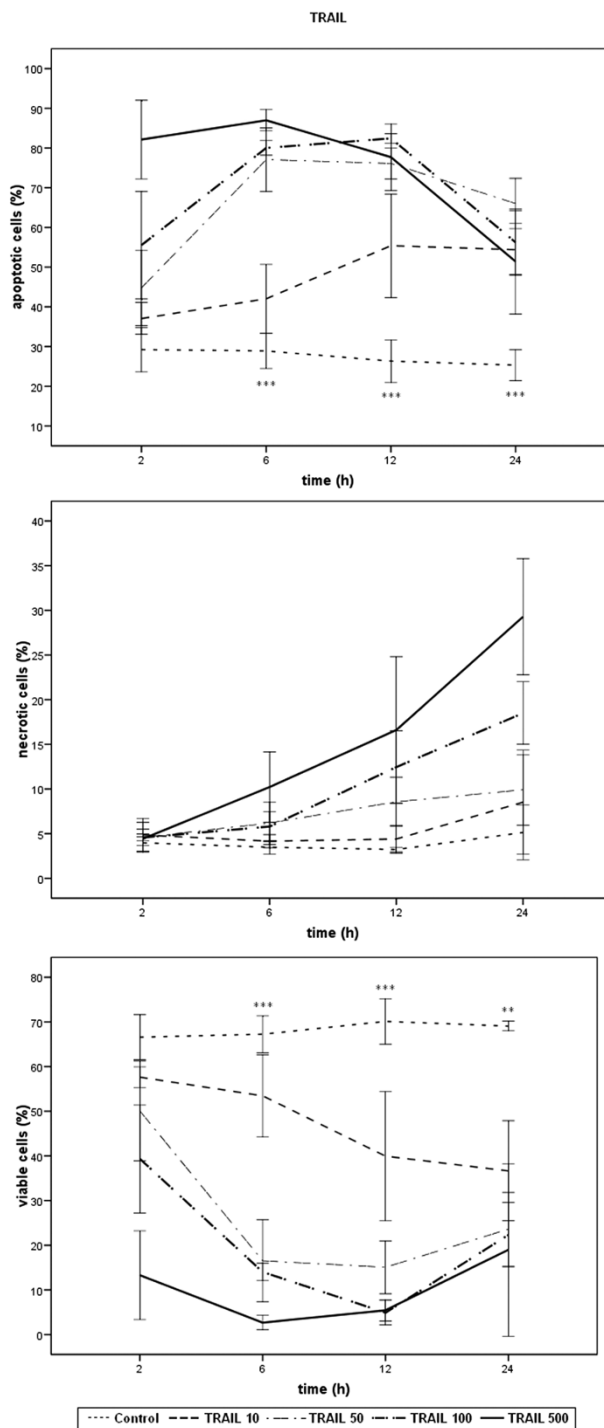 TRAIL
100
90
80
70
60
50
40
30
20
10
apoptotic cells (%)
*** *** ***
2 6 12 24
time (h)
40
35
30
25
20
15
10
5
0
necrotic cells (%)
2 6 12 24
time (h)
80
70
60
50
40
30
20
10
0
viable cells (%)
*** *** **
2 6 12 24
time (h)
Control TRAIL 10 TRAIL 50 TRAIL 100 TRAIL 500